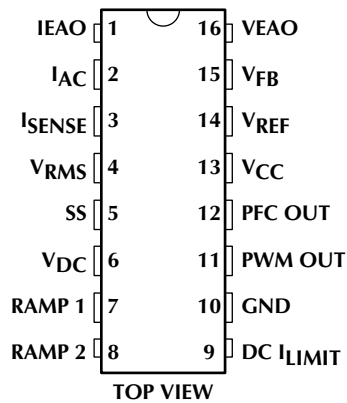 IEAO 1 16 VEAO
IAC 2 15 VFB
ISENSE 3 14 VREF
VRMS 4 13 VCC
SS 5 12 PFC OUT
VDC 6 11 PWM OUT
RAMP 1 7 10 GND
RAMP 2 8 9 DC ILIMIT
TOP VIEW